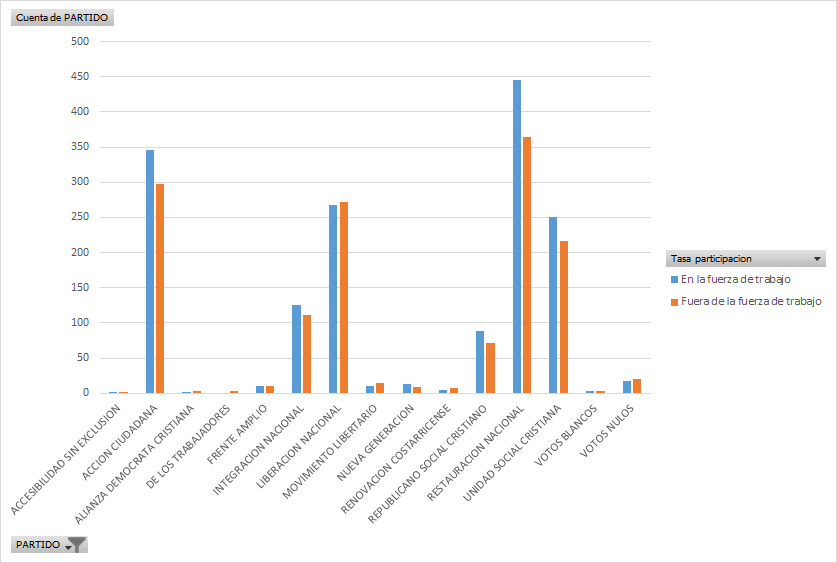 Cuenta de PARTIDO
500
450
400
350
300
250
200
150
100
50
0
ACCESIBILIDAD SIN EXCLUSION
ACCION CIUDADANA
ALIANZA DEMOCRATA CRISTIANA
DE LOS TRABAJADORES
FRENTE AMPLIO
INTEGRACION NACIONAL
LIBERACION NACIONAL
MOVIMIENTO LIBERTARIO
NUEVA GENERACION
RENOVACION COSTARRICENSE
REPUBLICANO SOCIAL CRISTIANO
RESTAURACION NACIONAL
UNIDAD SOCIAL CRISTIANA
VOTOS BLANCOS
VOTOS NULOS
Tasa participacion
En la fuerza de trabajo
Fuera de la fuerza de trabajo
PARTIDO